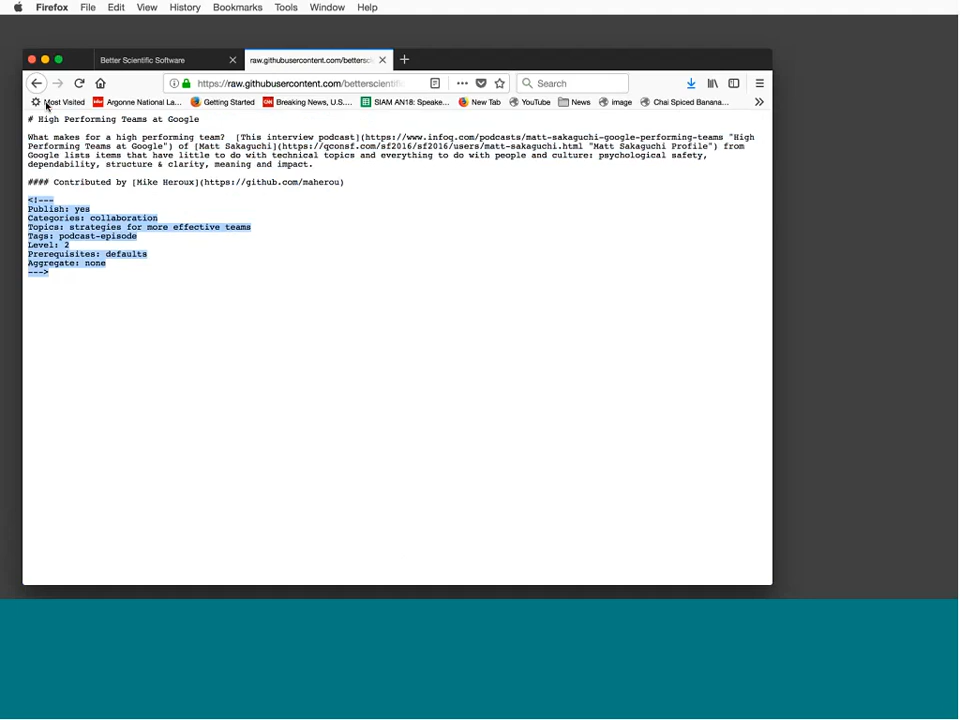 Firefox File Edit View History Bookmarks Tools Window Help
Better Scientific Software
raw.githubusercontent.com/bettersci
https://raw.githubusercontent.com/betterscientifi
Search
Most Visited Argonne National La... Getting Started Breaking News, U.S.... SIAM AN18: Speake... New Tab YouTube News image Chai Spiced Banana...
# High Performing Teams at Google
What makes for a high performing team?  [This interview podcast](https://www.infoq.com/podcasts/matt-sakaguchi-google-performing-teams "High
Performing Teams at Google") of [Matt Sakaguchi](https://qconsf.com/sf2016/sf2016/users/matt-sakaguchi.html "Matt Sakaguchi Profile") from
Google lists items that have little to do with technical topics and everything to do with people and culture: psychological safety,
dependability, structure & clarity, meaning and impact.
#### Contributed by [Mike Heroux](https://github.com/maherou)
<!---
Publish: yes
Categories: collaboration
Topics: strategies for more effective teams
Tags: podcast-episode
Level: 2
Prerequisites: defaults
Aggregate: none
--->